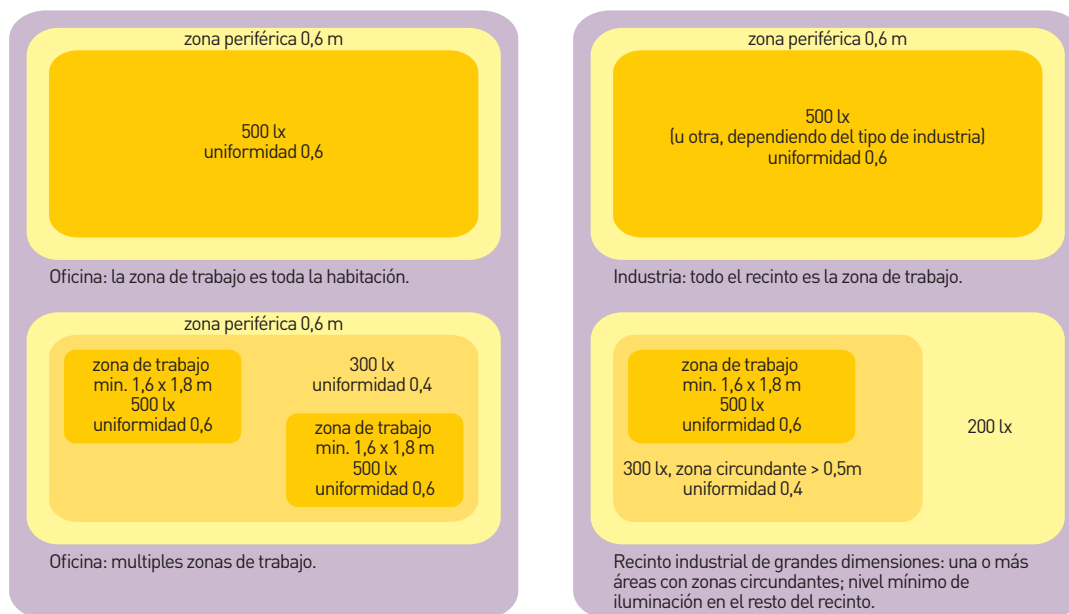 zona periférica 0,6 m
500 lx
uniformidad 0,6
Oficina: la zona de trabajo es toda la habitación.
zona periférica 0,6 m
zona de trabajo
min. 1,6 x 1,8 m
500 lx
uniformidad 0,6
300 lx
uniformidad 0,4
zona de trabajo
min. 1,6 x 1,8 m
500 lx
uniformidad 0,6
Oficina: multiples zonas de trabajo.
zona periférica 0,6 m
500 lx
(u otra, dependiendo del tipo de industria)
uniformidad 0,6
Industria: todo el recinto es la zona de trabajo.
zona de trabajo
min. 1,6 x 1,8 m
500 lx
uniformidad 0,6
300 lx, zona circundante > 0,5m
uniformidad 0,4
200 lx
Recinto industrial de grandes dimensiones: una o más
áreas con zonas circundantes; nivel mínimo de
iluminación en el resto del recinto.